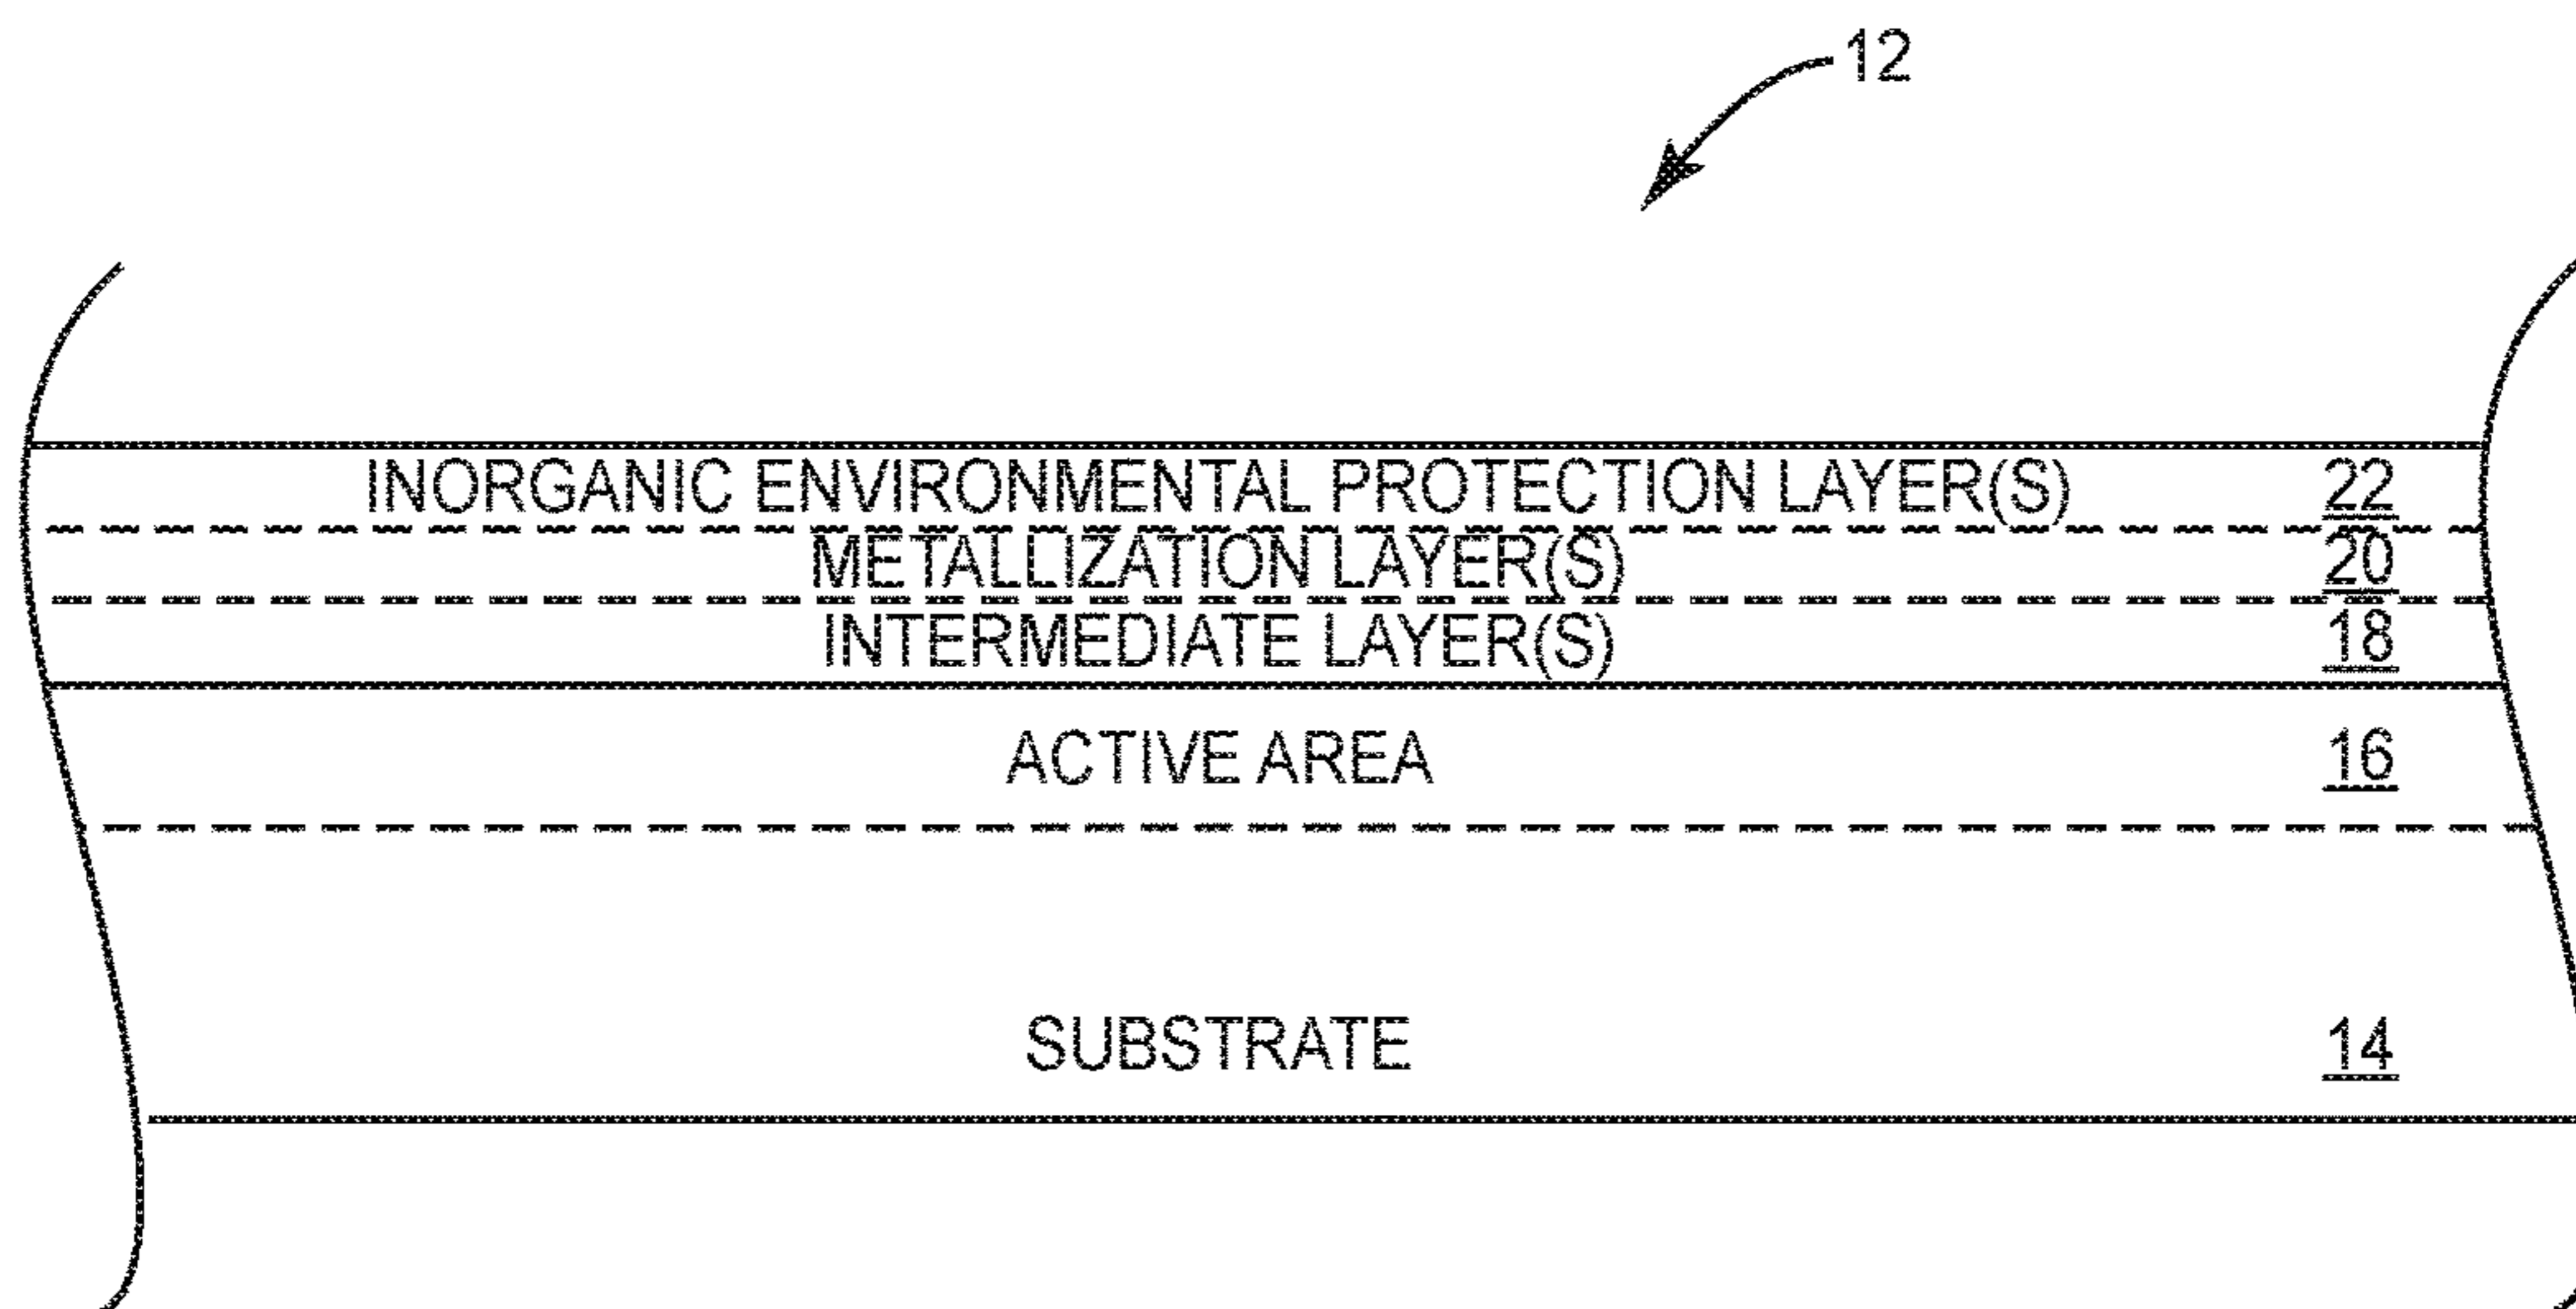 12
INORGANIC ENVIRONMENTAL PROTECTION LAYER(S) 22
METALLIZATION LAYER(S) 20
INTERMEDIATE LAYER(S) 18
ACTIVE AREA 16
SUBSTRATE 14